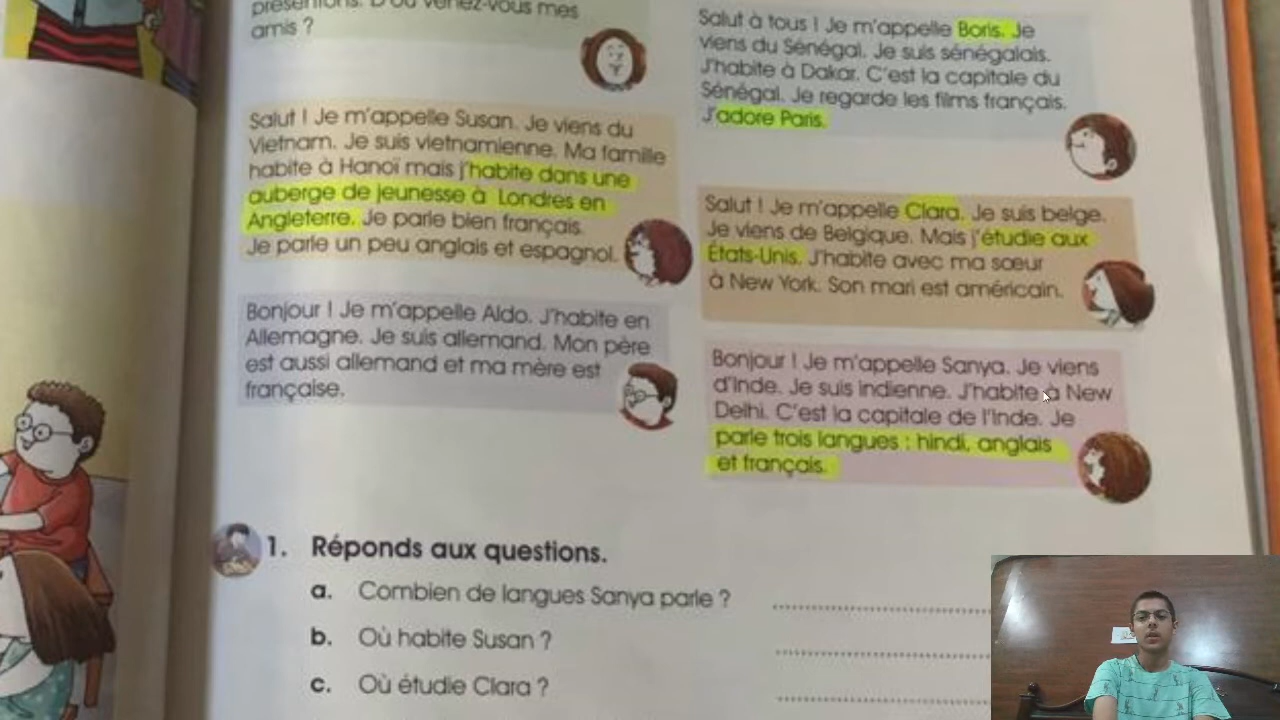 présentions. D'où venez-vous mes
amis ?
Salut ! Je m'appelle Susan. Je viens du
Vietnam. Je suis vietnamienne. Ma famille
habite à Hanoï mais j'habite dans une
auberge de jeunesse à Londres en
Angleterre. Je parle bien français.
Je parle un peu anglais et espagnol.
Bonjour ! Je m'appelle Aldo. J'habite en
Allemagne. Je suis allemand. Mon père
est aussi allemand et ma mère est
française.
Salut à tous ! Je m'appelle Boris. Je
viens du Sénégal. Je suis sénégalais.
J'habite à Dakar. C'est la capitale du
Sénégal. Je regarde les films français.
J'adore Paris.
Salut ! Je m'appelle Clara. Je suis belge.
Je viens de Belgique. Mais j'étudie aux
États-Unis. J'habite avec ma sœur
à New York. Son mari est américain.
Bonjour ! Je m'appelle Sanya. Je viens
d'Inde. Je suis indienne. J'habite à New
Delhi. C'est la capitale de l'Inde. Je
parle trois langues : hindi, anglais
et français.
1. Réponds aux questions.
a. Combien de langues Sanya parle ?
b. Où habite Susan ?
c. Où étudie Clara ?